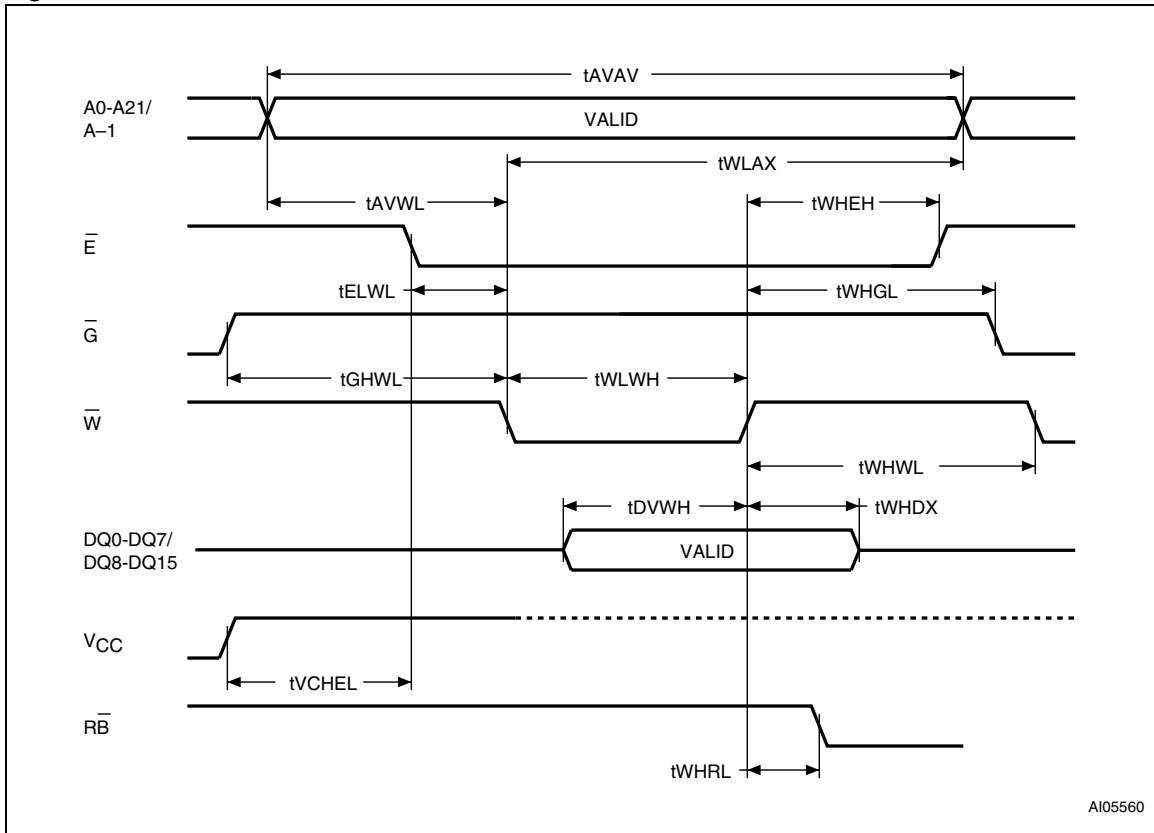 tAVAV
A0-A21/
A–1
VALID
tWLAX
tAVWL
tWHEH
E̅
tELWL
tWHGL
G̅
tGHWL
tWLWH
W̅
tWHWL
tDVWH
tWHDX
DQ0-DQ7/
DQ8-DQ15
VALID
VCC
tVCHEL
RB̅
tWHRL
AI05560